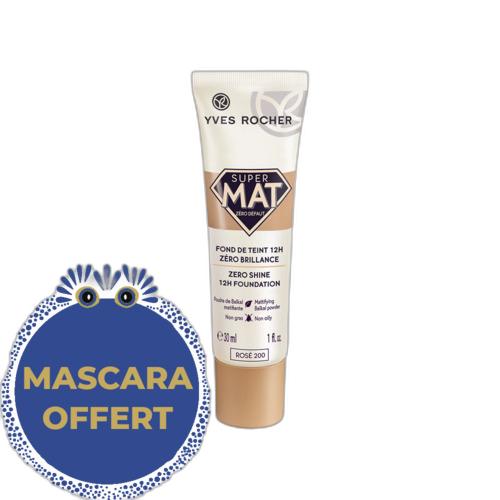 YVES ROCHER
SUPER
MAT
ZÉRO DÉFAUT
FOND DE TEINT 12H
ZÉRO BRILLANCE
ZERO SHINE
12H FOUNDATION
Poudre de Baïkal matifiante
Mattifying Baikal powder
Non gras
Non oily
℮30 ml 1 fl. oz.
ROSÉ 200
MASCARA
OFFERT